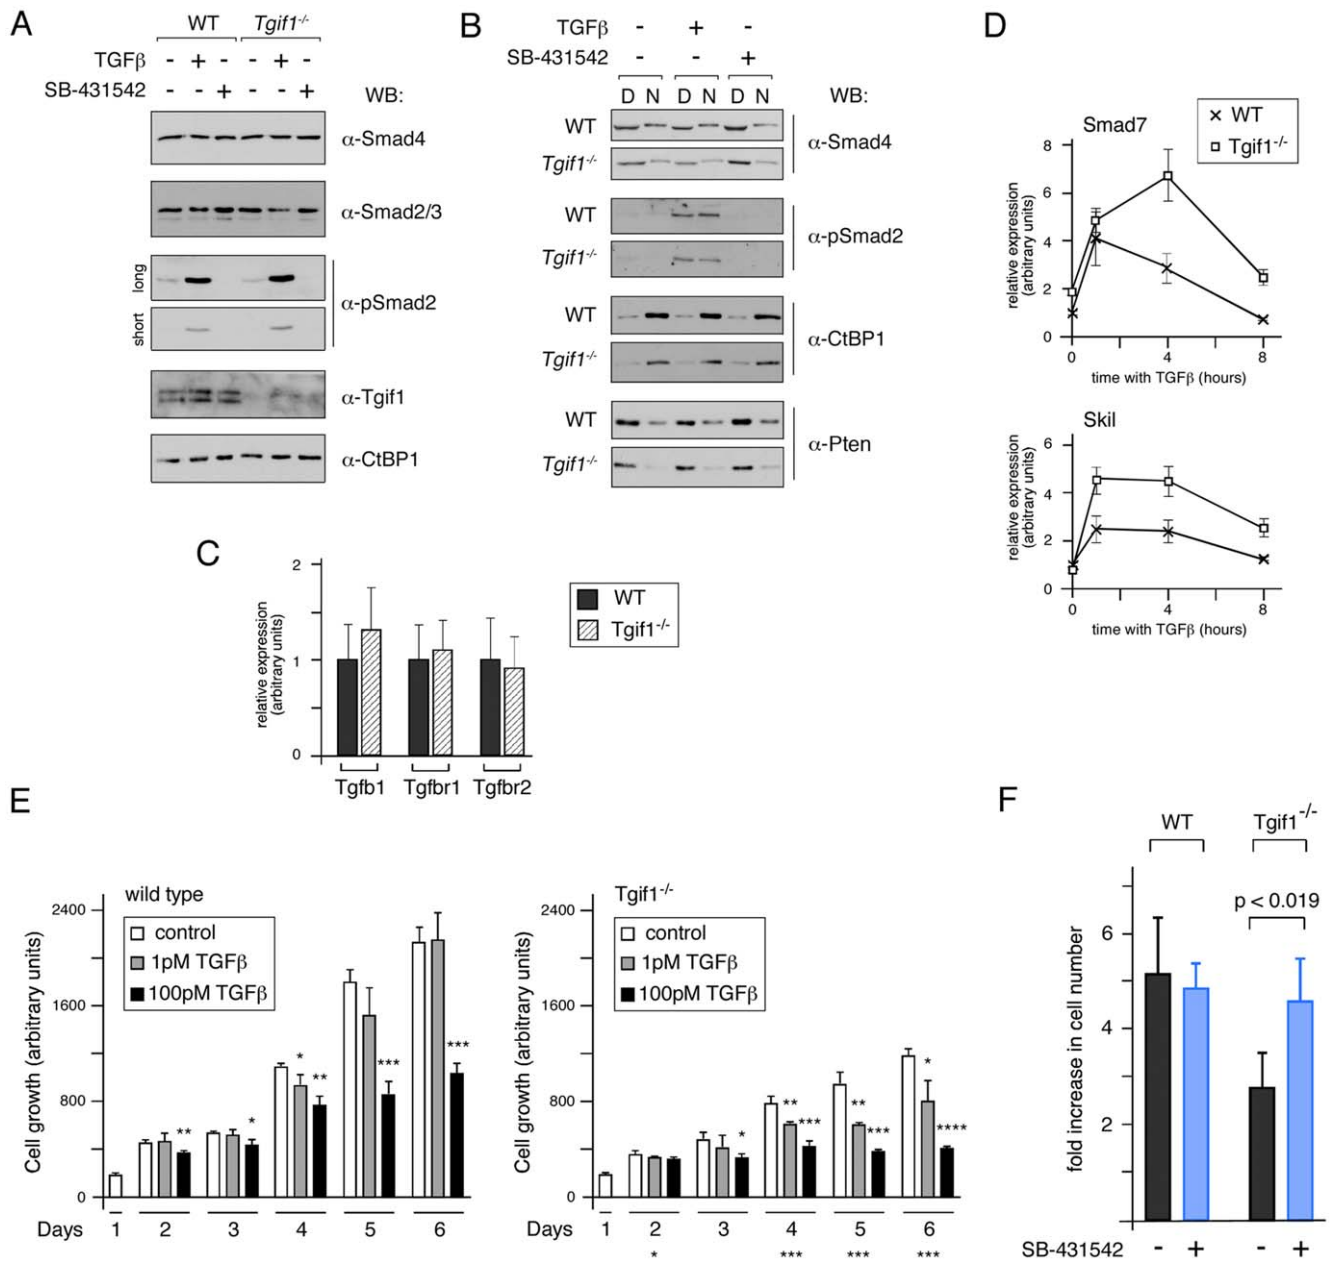 A
WT Tgif1-/-
TGFβ - + - - + -
SB-431542 - - + - - +
WB:
α-Smad4
α-Smad2/3
long
short
α-pSmad2
α-Tgif1
α-CtBP1
B
TGFβ - + -
SB-431542 - - +
D N D N D N WB:
WT
Tgif1-/-
α-Smad4
WT
Tgif1-/-
α-pSmad2
WT
Tgif1-/-
α-CtBP1
WT
Tgif1-/-
α-Pten
C
relative expression
(arbitrary units)
2
1
0
Tgfb1 Tgfbr1 Tgfbr2
WT
Tgif1-/-
D
WT
Tgif1-/-
Smad7
relative expression
(arbitrary units)
8
6
4
2
0
0 4 8
time with TGFβ (hours)
Skil
relative expression
(arbitrary units)
6
4
2
0
0 4 8
time with TGFβ (hours)
E
wild type
control
1pM TGFβ
100pM TGFβ
Cell growth (arbitrary units)
2400
1600
800
0
** * * ** *** ***
Days 1 2 3 4 5 6
Tgif1-/-
control
1pM TGFβ
100pM TGFβ
Cell growth (arbitrary units)
2400
1600
800
0
* ** *** ** *** * ****
Days 1 2 3 4 5 6
* *** *** ***
F
WT Tgif1-/-
p < 0.019
fold increase in cell number
6
4
2
SB-431542 - + - +